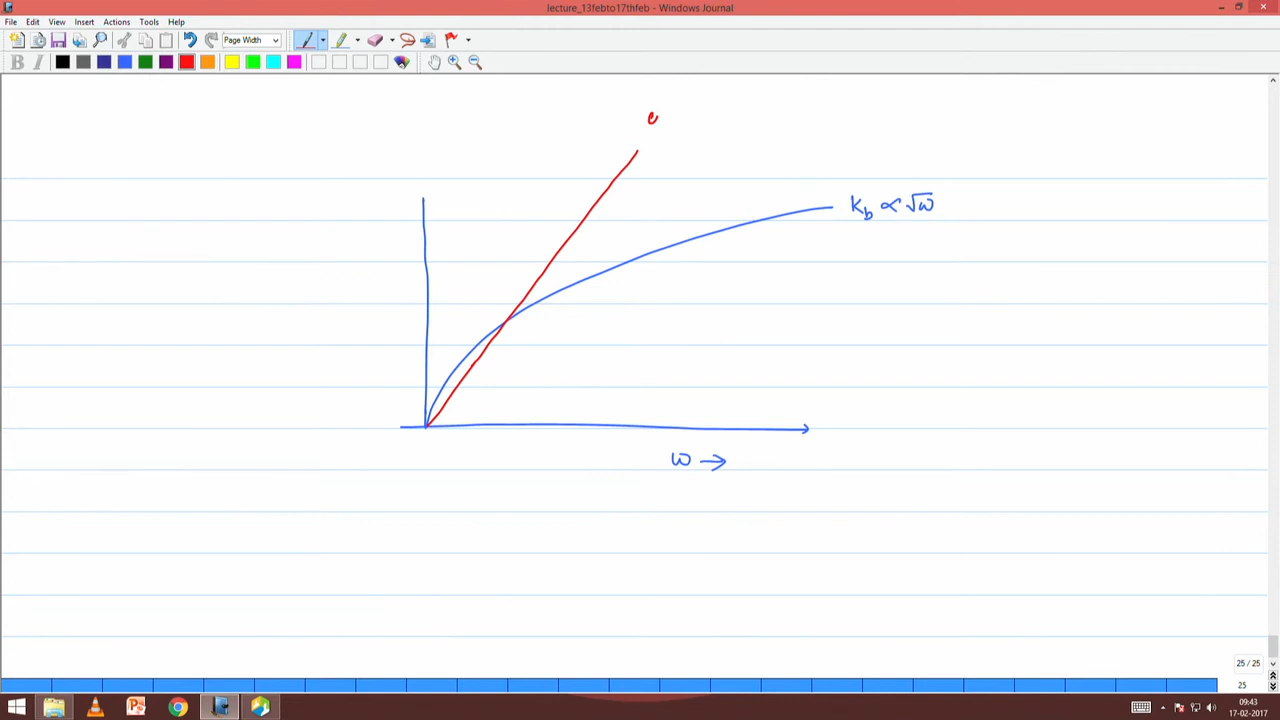 lecture_13febto17thfeb - Windows Journal
File Edit View Insert Actions Tools Help
Page Width
B I
k_b ∝ √ω
ω →
25 / 25
25
09:43
17-02-2017